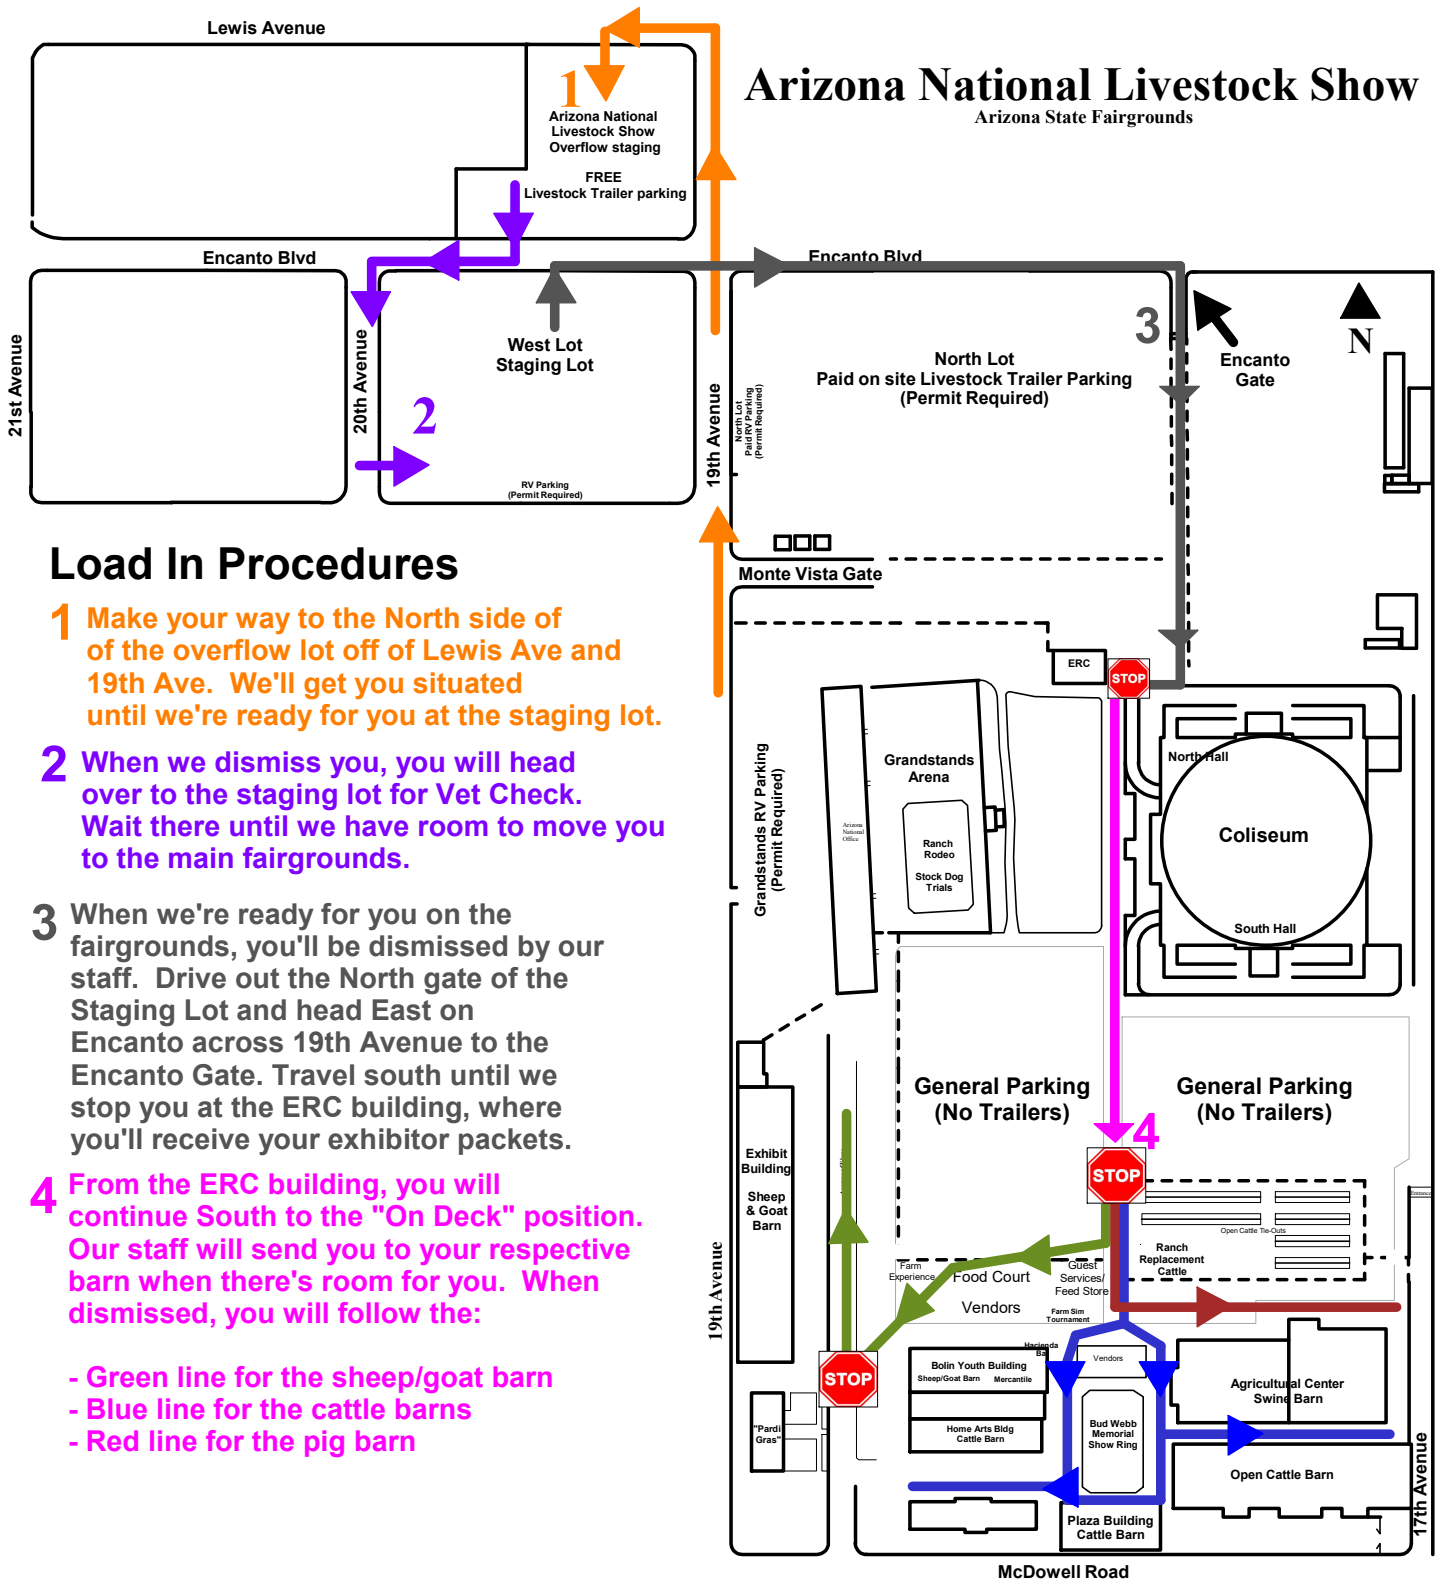 Lewis Avenue
Arizona National Livestock Show
Arizona State Fairgrounds
1
Arizona National
Livestock Show
Overflow staging
FREE
Livestock Trailer parking
Encanto Blvd
Encanto Blvd
21st Avenue
20th Avenue
West Lot
Staging Lot
2
RV Parking
(Permit Required)
19th Avenue
North Lot
Paid RV Parking
(Permit Required)
North Lot
Paid on site Livestock Trailer Parking
(Permit Required)
3
Encanto
Gate
N
Monte Vista Gate
Load In Procedures
1 Make your way to the North side of
of the overflow lot off of Lewis Ave and
19th Ave.  We'll get you situated
until we're ready for you at the staging lot.
2 When we dismiss you, you will head
over to the staging lot for Vet Check.
Wait there until we have room to move you
to the main fairgrounds.
3 When we're ready for you on the
fairgrounds, you'll be dismissed by our
staff.  Drive out the North gate of the
Staging Lot and head East on
Encanto across 19th Avenue to the
Encanto Gate. Travel south until we
stop you at the ERC building, where
you'll receive your exhibitor packets.
4 From the ERC building, you will
continue South to the "On Deck" position.
Our staff will send you to your respective
barn when there's room for you.  When
dismissed, you will follow the:
- Green line for the sheep/goat barn
- Blue line for the cattle barns
- Red line for the pig barn
ERC
STOP
Grandstands RV Parking
(Permit Required)
Grandstands
Arena
Arizona
National
Office
Ranch
Rodeo
Stock Dog
Trials
North Hall
Coliseum
South Hall
General Parking
(No Trailers)
General Parking
(No Trailers)
4
STOP
Exhibit
Building
Sheep
& Goat
Barn
19th Avenue
Entrance
Open Cattle Tie-Outs
Ranch
Replacement
Cattle
Farm
Experience
Food Court
Vendors
Guest
Services/
Feed Store
Farm Sim
Tournament
Hacienda
STOP
Bolin Youth Building
Sheep/Goat Barn
Mercantile
Vendors
Agricultural Center
Swine Barn
"Pardi
Gras"
Home Arts Bldg
Cattle Barn
Bud Webb
Memorial
Show Ring
Open Cattle Barn
Plaza Building
Cattle Barn
17th Avenue
McDowell Road